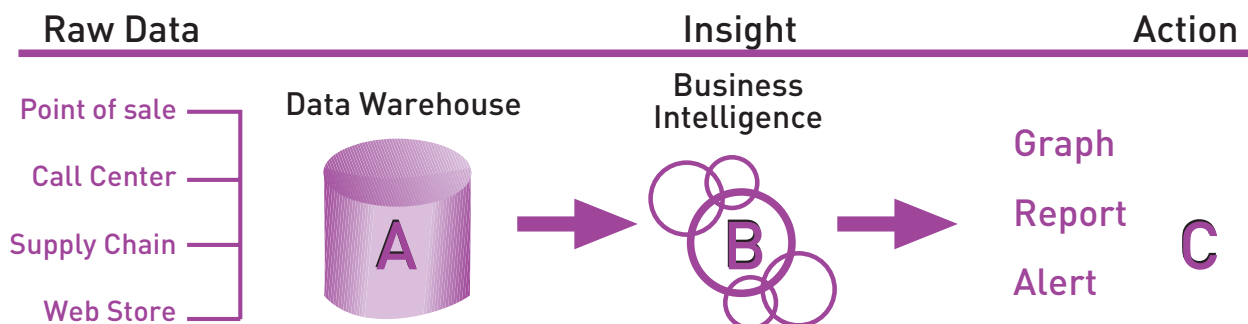 Raw Data
Insight
Action
Point of sale
Call Center
Supply Chain
Web Store
Data Warehouse
A
Business
Intelligence
B
Graph
Report
Alert
C